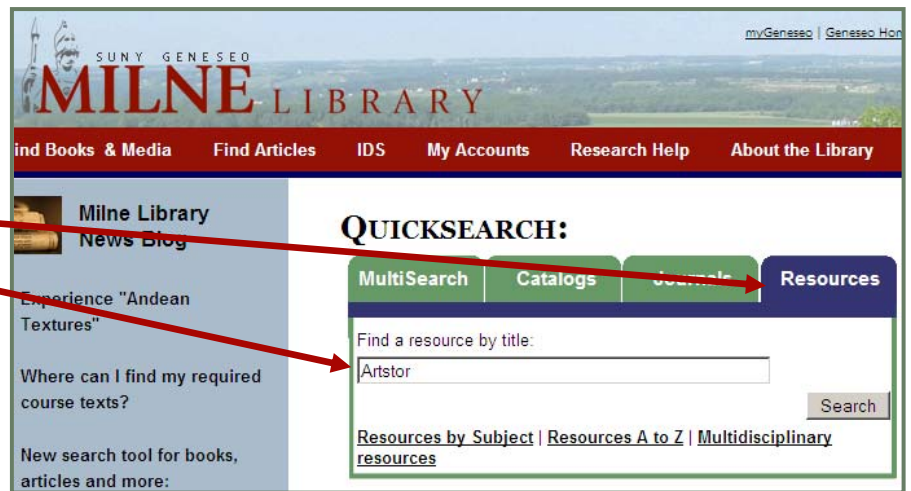 myGeneseo | Geneseo Hom
SUNY GENESEO
MILNE LIBRARY
ind Books & Media Find Articles IDS My Accounts Research Help About the Library
Milne Library
News Blog
Experience "Andean
Textures"
Where can I find my required
course texts?
New search tool for books,
articles and more:
QUICKSEARCH:
MultiSearch Catalogs Journals Resources
Find a resource by title:
Artstor
Search
Resources by Subject | Resources A to Z | Multidisciplinary
resources